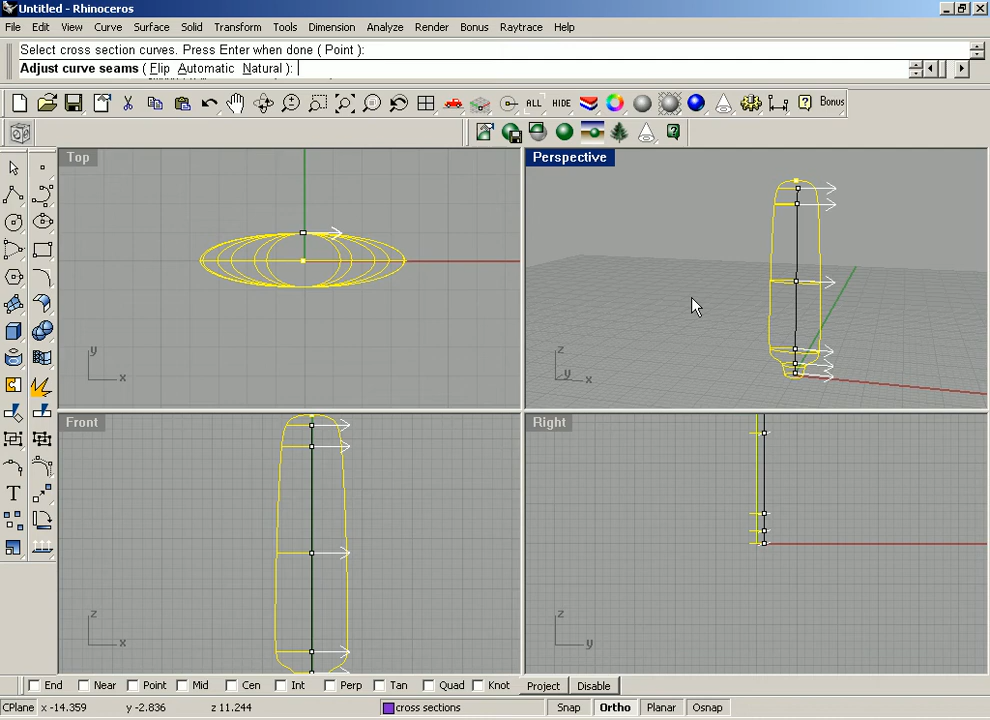 Untitled - Rhinoceros
File Edit View Curve Surface Solid Transform Tools Dimension Analyze Render Bonus Raytrace Help
Select cross section curves. Press Enter when done ( Point ):
Adjust curve seams ( Flip Automatic Natural ):
ALL HIDE Bonus
Top
y
x
Perspective
z
y
x
Front
z
x
Right
z
y
End Near Point Mid Cen Int Perp Tan Quad Knot Project Disable
CPlane x -14.359 y -2.836 z 11.244 cross sections Snap Ortho Planar Osnap